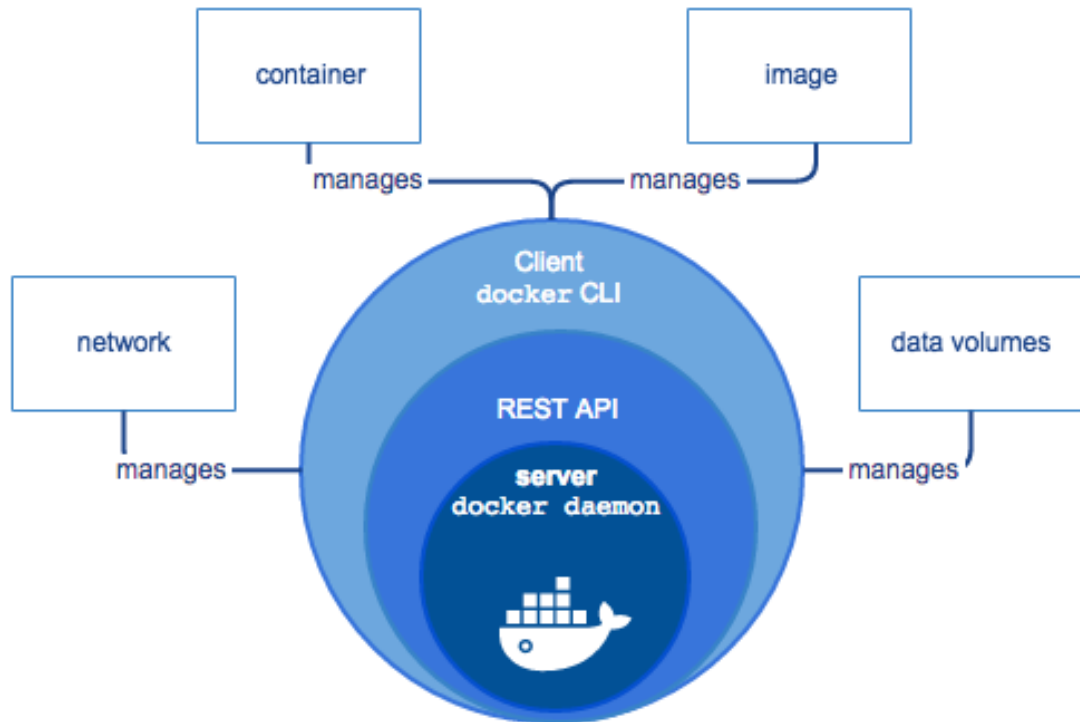 container
image
manages
manages
Client
docker CLI
network
data volumes
REST API
manages
manages
server
docker daemon